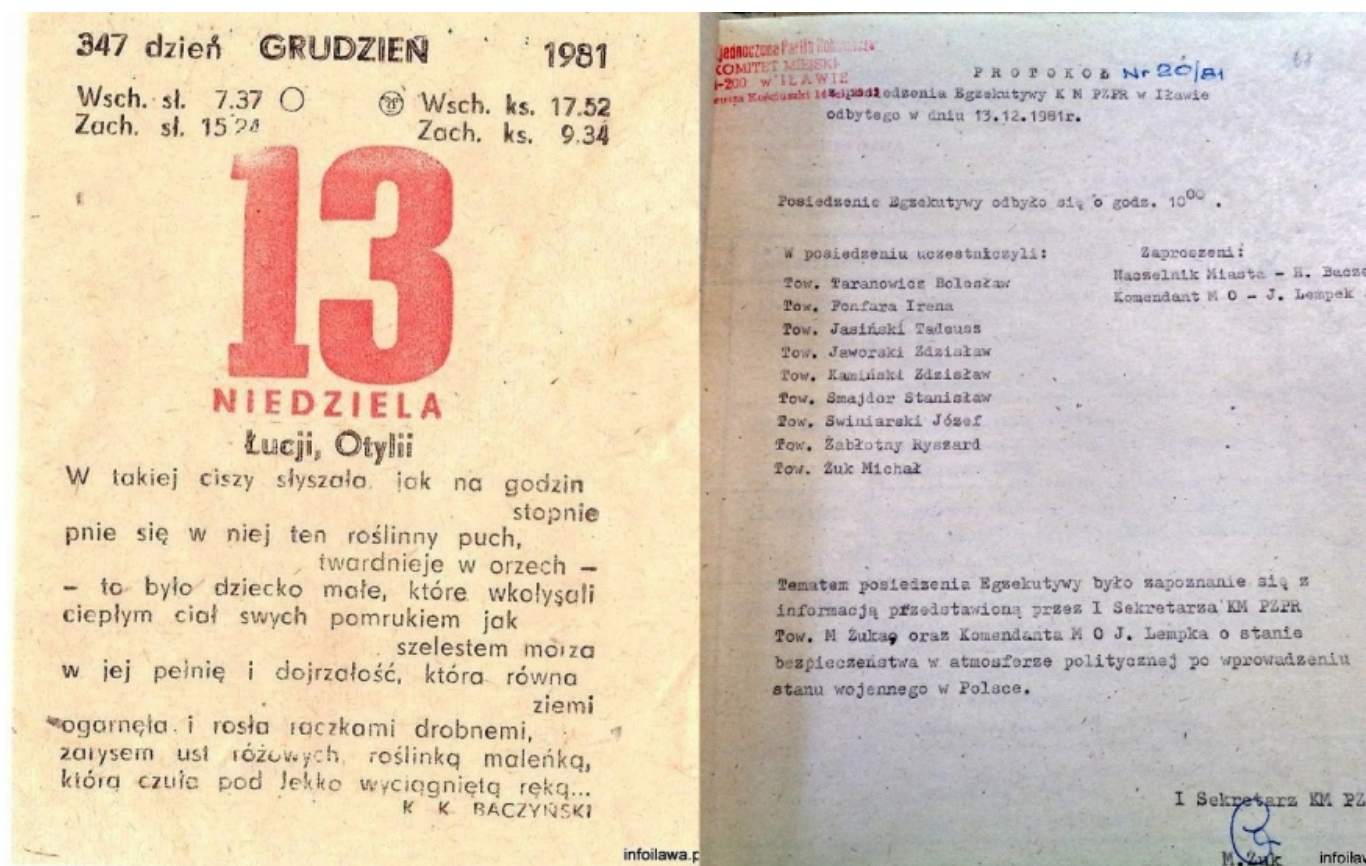 347 dzień GRUDZIEŃ 1981
Wsch. sł. 7.37 Wsch. ks. 17.52
Zach. sł. 15.24 Zach. ks. 9.34
13
NIEDZIELA
Łucji, Otylii
W takiej ciszy słyszała, jak na godzin
stopnie
pnie się w niej ten roślinny puch,
twardnieje w orzech –
– to było dziecko małe, które wkołysali
ciepłym ciał swych pomrukiem jak
szelestem morza
w jej pełnię i dojrzałość, która równa
ziemi
ogarnęła i rosła rączkami drobnemi,
zarysem ust różowych, roślinką maleńką,
którą czuła pod lekko wyciągniętą ręką...
K. K. BACZYŃSKI
infoilawa.p
jednoczona Partia
KOMITET MIEJSKI
-200 w IŁAWIE
Kościuszki
PROTOKOŁ Nr 20/81
z posiedzenia Egzekutywy K M PZPR w Iławie
odbytego w dniu 13.12.1981r.
Posiedzenie Egzekutywy odbyło się o godz. 10⁰⁰ .
W posiedzeniu uczestniczyli:
Tow. Taranowicz Bolesław
Tow. Fonfara Irena
Tow. Jasiński Tadeusz
Tow. Jaworski Zdzisław
Tow. Kamiński Zdzisław
Tow. Smajdor Stanisław
Tow. Swiniarski Józef
Tow. Żabłotny Ryszard
Tow. Żuk Michał
Zaproszeni:
Naczelnik Miasta – H. Bacze
Komendant M O – J. Lempek
Tematem posiedzenia Egzekutywy było zapoznanie się z
informacją przedstawioną przez I Sekretarza KM PZPR
Tow. M Żuka, oraz Komendanta M O J. Lempka o stanie
bezpieczeństwa w atmosferze politycznej po wprowadzeniu
stanu wojennego w Polsce.
I Sekretarz KM PZ
M. Żuk
infoila